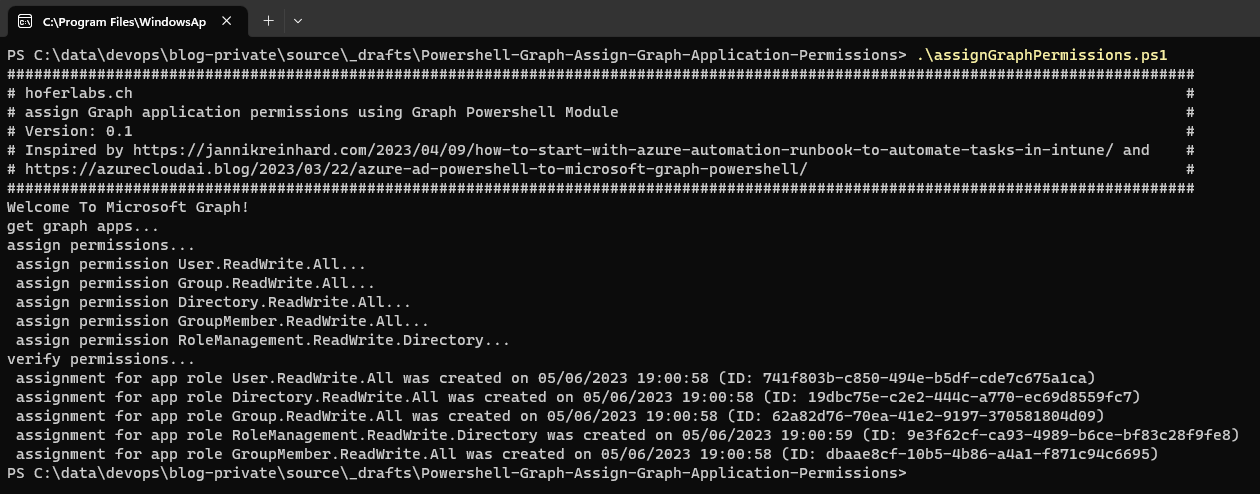 C:\Program Files\WindowsAp
PS C:\data\devops\blog-private\source\_drafts\Powershell-Graph-Assign-Graph-Application-Permissions> .\assignGraphPermissions.ps1
####################################################################################################################################
# hoferlabs.ch #
# assign Graph application permissions using Graph Powershell Module #
# Version: 0.1 #
# Inspired by https://jannikreinhard.com/2023/04/09/how-to-start-with-azure-automation-runbook-to-automate-tasks-in-intune/ and #
# https://azurecloudai.blog/2023/03/22/azure-ad-powershell-to-microsoft-graph-powershell/ #
####################################################################################################################################
Welcome To Microsoft Graph!
get graph apps...
assign permissions...
assign permission User.ReadWrite.All...
assign permission Group.ReadWrite.All...
assign permission Directory.ReadWrite.All...
assign permission GroupMember.ReadWrite.All...
assign permission RoleManagement.ReadWrite.Directory...
verify permissions...
assignment for app role User.ReadWrite.All was created on 05/06/2023 19:00:58 (ID: 741f803b-c850-494e-b5df-cde7c675a1ca)
assignment for app role Directory.ReadWrite.All was created on 05/06/2023 19:00:58 (ID: 19dbc75e-c2e2-444c-a770-ec69d8559fc7)
assignment for app role Group.ReadWrite.All was created on 05/06/2023 19:00:58 (ID: 62a82d76-70ea-41e2-9197-370581804d09)
assignment for app role RoleManagement.ReadWrite.Directory was created on 05/06/2023 19:00:59 (ID: 9e3f62cf-ca93-4989-b6ce-bf83c28f9fe8)
assignment for app role GroupMember.ReadWrite.All was created on 05/06/2023 19:00:58 (ID: dbaae8cf-10b5-4b86-a4a1-f871c94c6695)
PS C:\data\devops\blog-private\source\_drafts\Powershell-Graph-Assign-Graph-Application-Permissions>